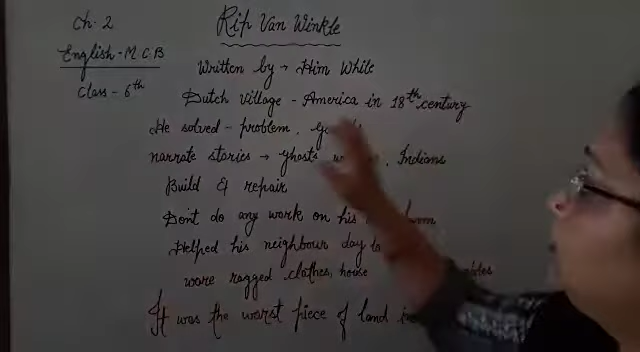 Ch. 2
Rip Van Winkle
English - M.C.B
Class - 6th
Written by → Him While
Dutch Village - America in 18th century
He solved - problem,
narrate stories → ghosts, Indians
Build & repair
Dont do any work on his
Helped his neighbour day
wore ragged clothes, house
It was the worst piece of land